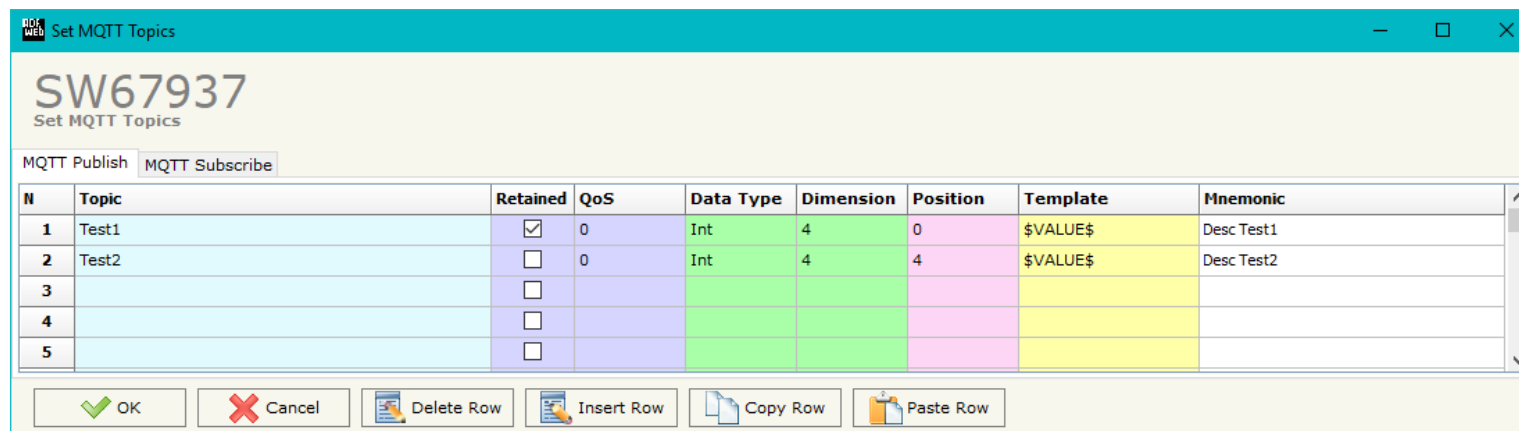 ADF WEB Set MQTT Topics
SW67937
Set MQTT Topics
MQTT Publish MQTT Subscribe
N Topic Retained QoS Data Type Dimension Position Template Mnemonic
1 Test1 0 Int 4 0 $VALUE$ Desc Test1
2 Test2 0 Int 4 4 $VALUE$ Desc Test2
3
4
5
OK Cancel Delete Row Insert Row Copy Row Paste Row